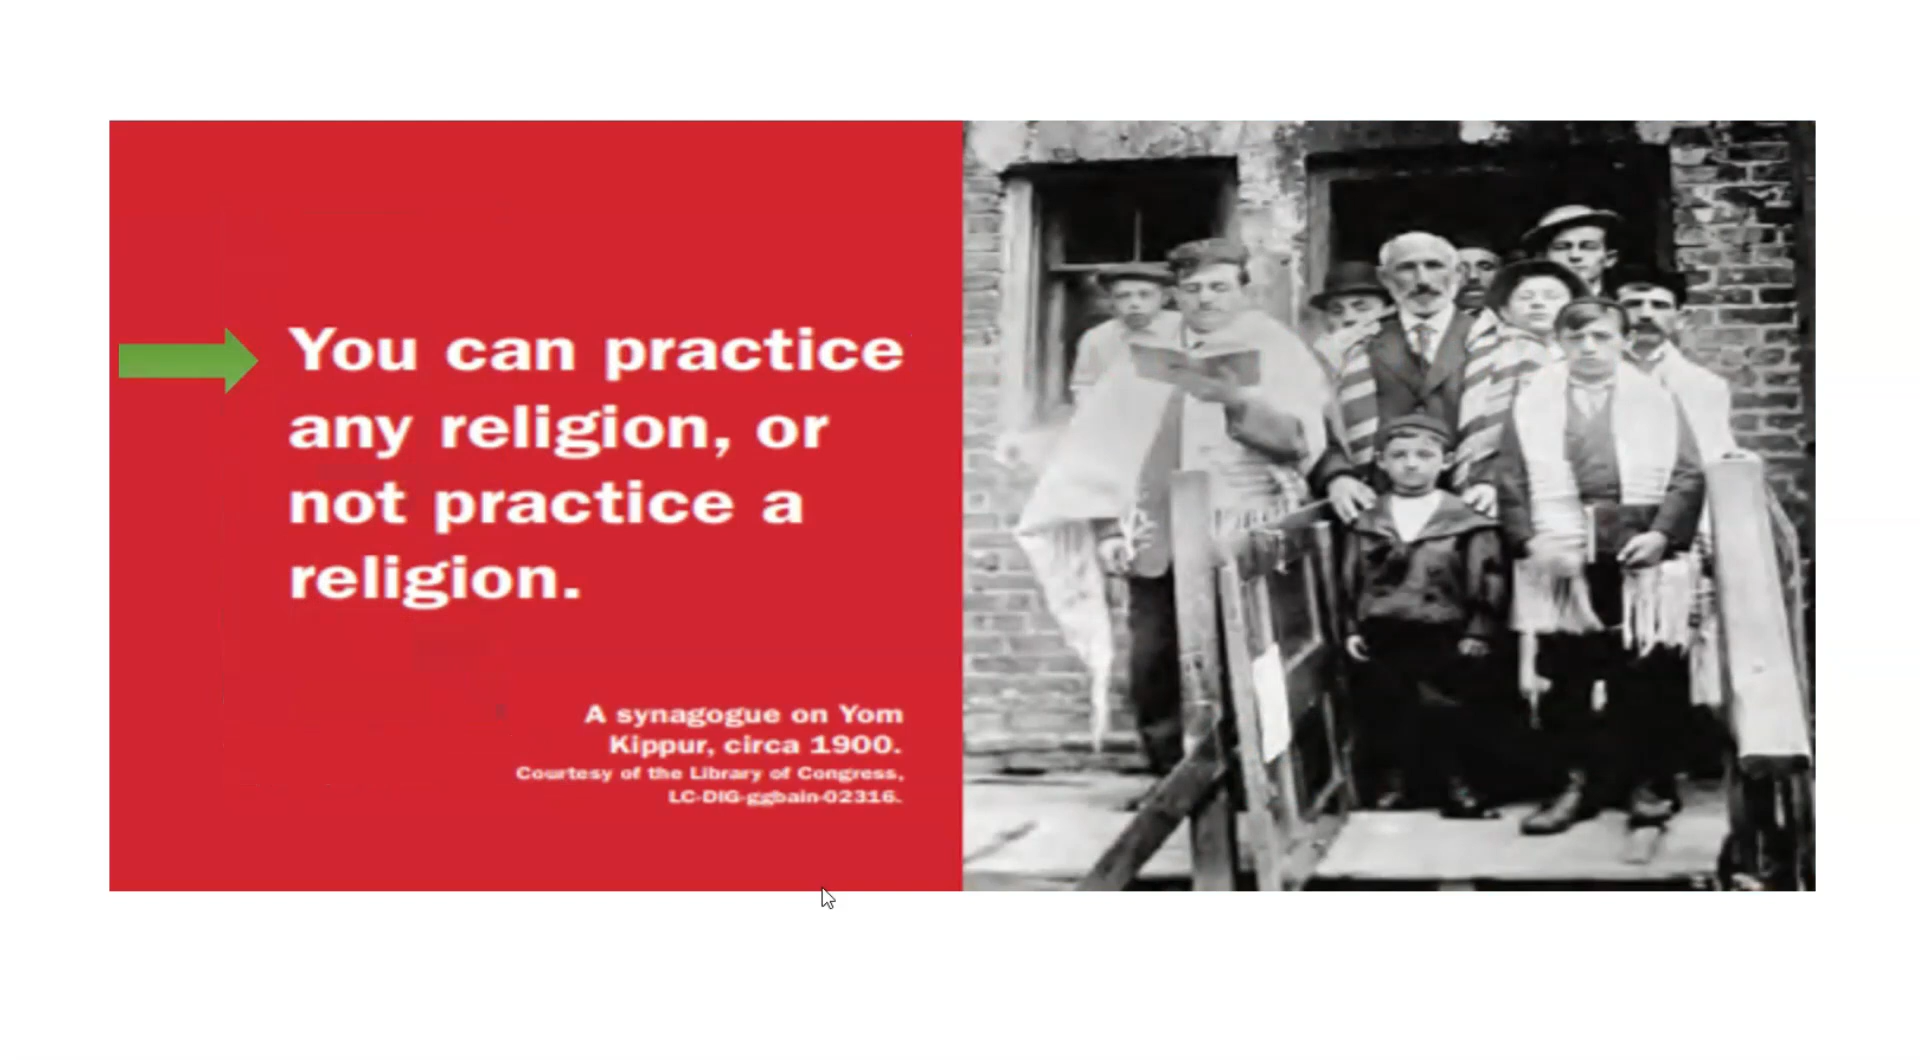 You can practice
any religion, or
not practice a
religion.
A synagogue on Yom
Kippur, circa 1900.
Courtesy of the Library of Congress,
LC-DIG-ggbain-02316.